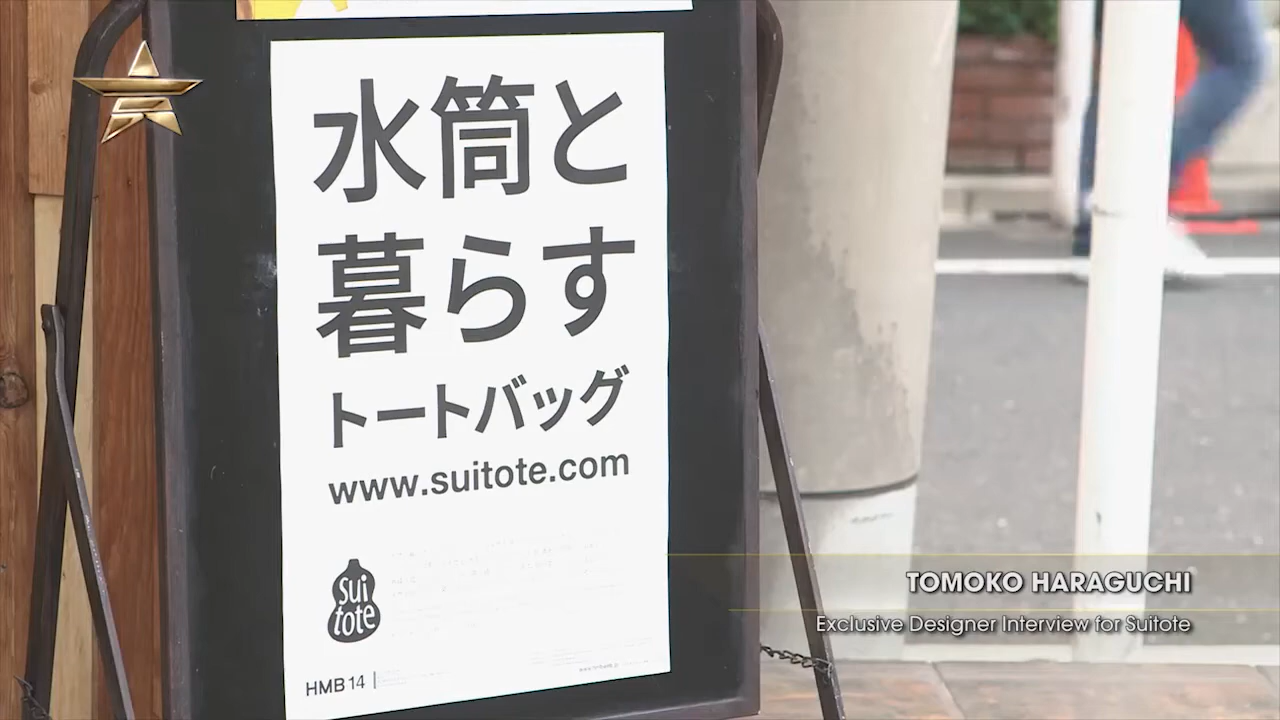 水筒と
暮らす
トートバッグ
www.suitote.com
sui
tote
HMB14
TOMOKO HARAGUCHI
Exclusive Designer Interview for Suitote